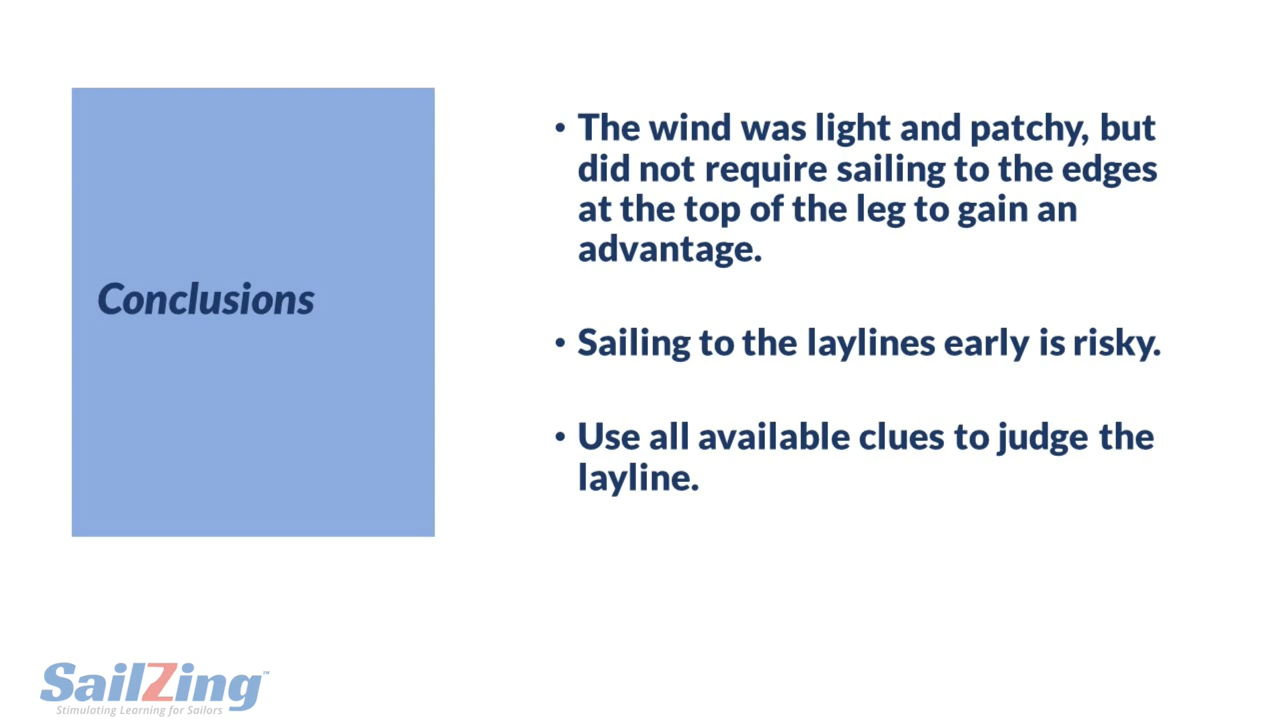 Conclusions
• The wind was light and patchy, but
did not require sailing to the edges
at the top of the leg to gain an
advantage.
• Sailing to the laylines early is risky.
• Use all available clues to judge the
layline.
SailZing™
Stimulating Learning for Sailors